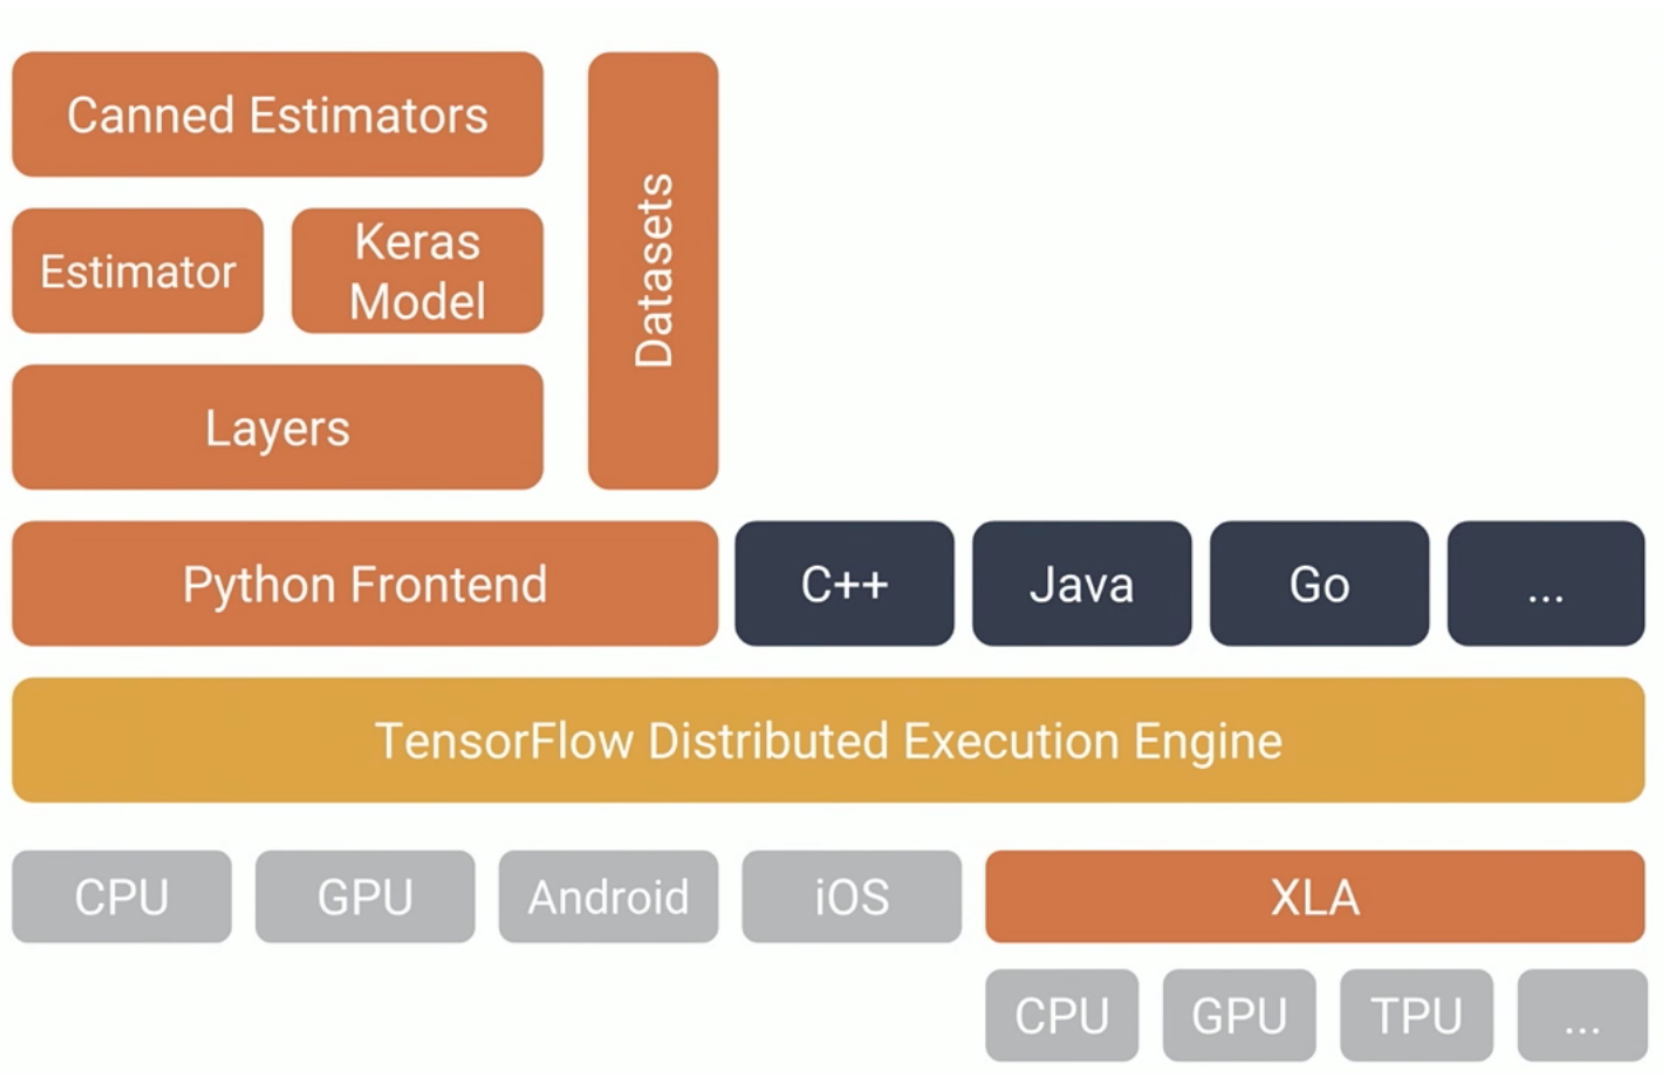 Canned Estimators
Datasets
Estimator
Keras
Model
Layers
Python Frontend
C++
Java
Go
...
TensorFlow Distributed Execution Engine
CPU
GPU
Android
iOS
XLA
CPU
GPU
TPU
...